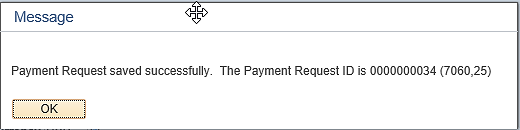 Message
Payment Request saved successfully.  The Payment Request ID is 0000000034 (7060,25)
OK